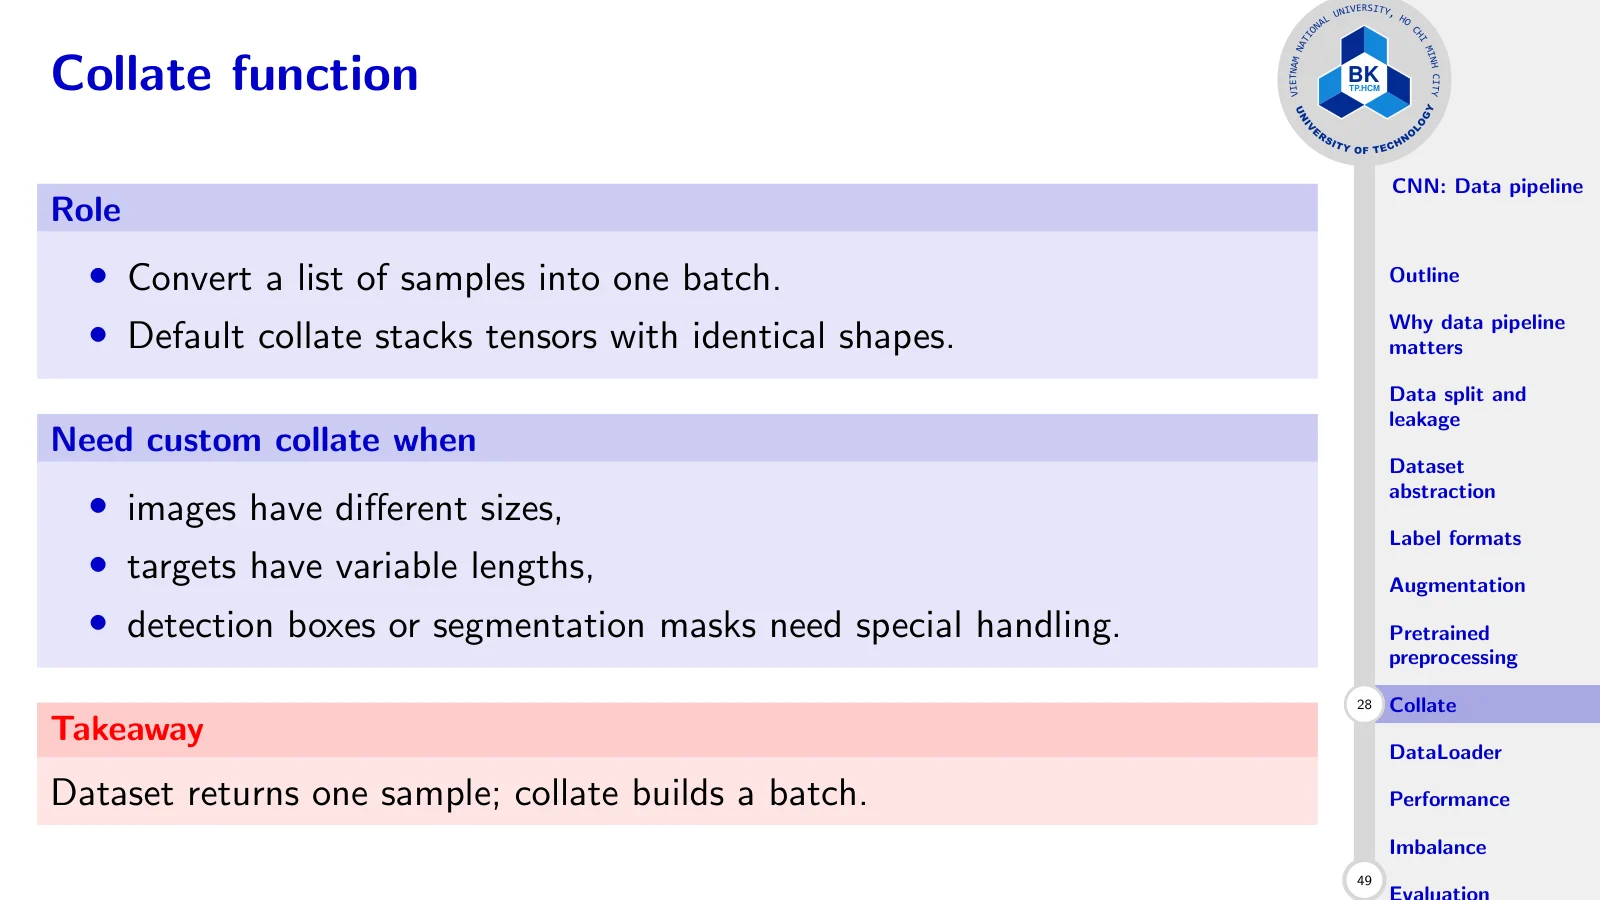 Collate function
Role
• Convert a list of samples into one batch.
• Default collate stacks tensors with identical shapes.
Need custom collate when
• images have different sizes,
• targets have variable lengths,
• detection boxes or segmentation masks need special handling.
Takeaway
Dataset returns one sample; collate builds a batch.
VIETNAM NATIONAL UNIVERSITY, HO CHI MINH CITY
BK
TP.HCM
UNIVERSITY OF TECHNOLOGY
CNN: Data pipeline
Outline
Why data pipeline
matters
Data split and
leakage
Dataset
abstraction
Label formats
Augmentation
Pretrained
preprocessing
28
Collate
DataLoader
Performance
Imbalance
49
Evaluation